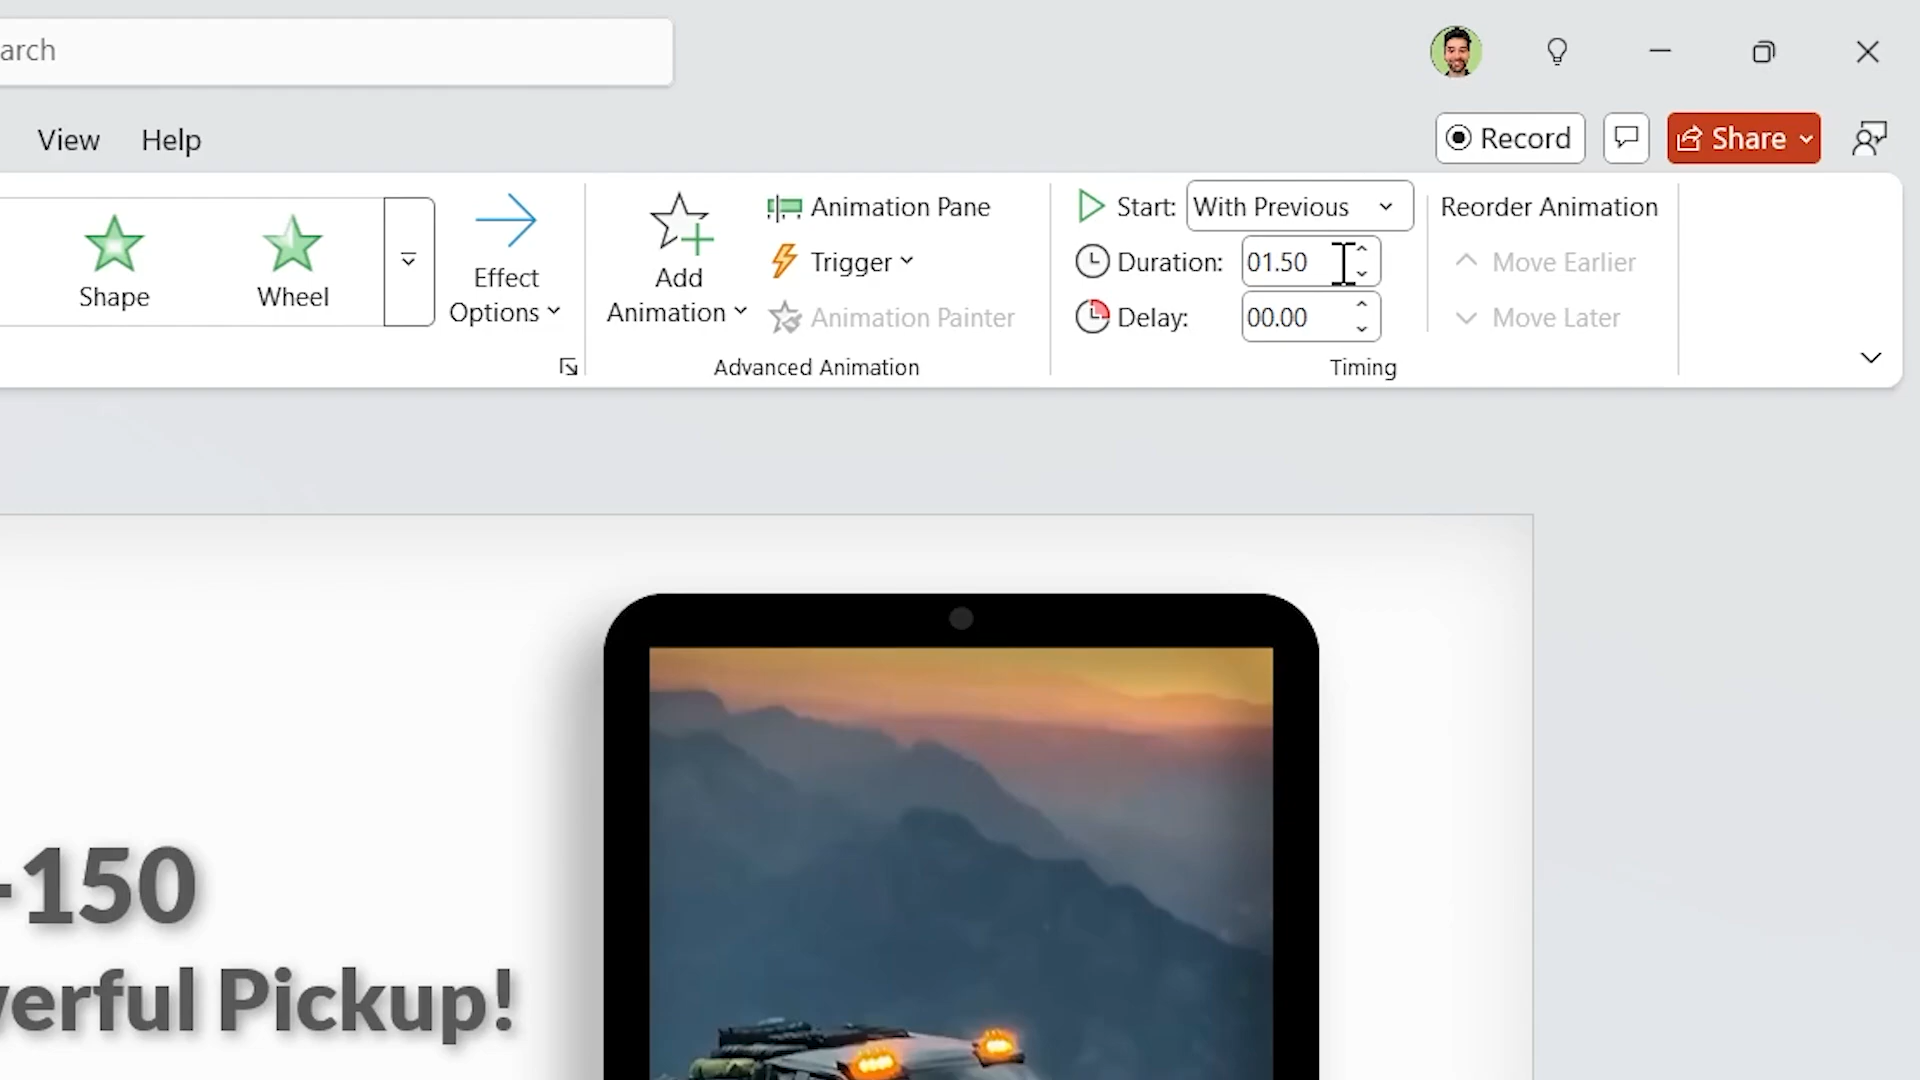 arch
View Help
Record
Share
Shape
Wheel
Effect
Options
Add
Animation
Animation Pane
Trigger
Animation Painter
Advanced Animation
Start: With Previous
Duration: 01.50
Delay: 00.00
Timing
Reorder Animation
Move Earlier
Move Later
-150
werful Pickup!